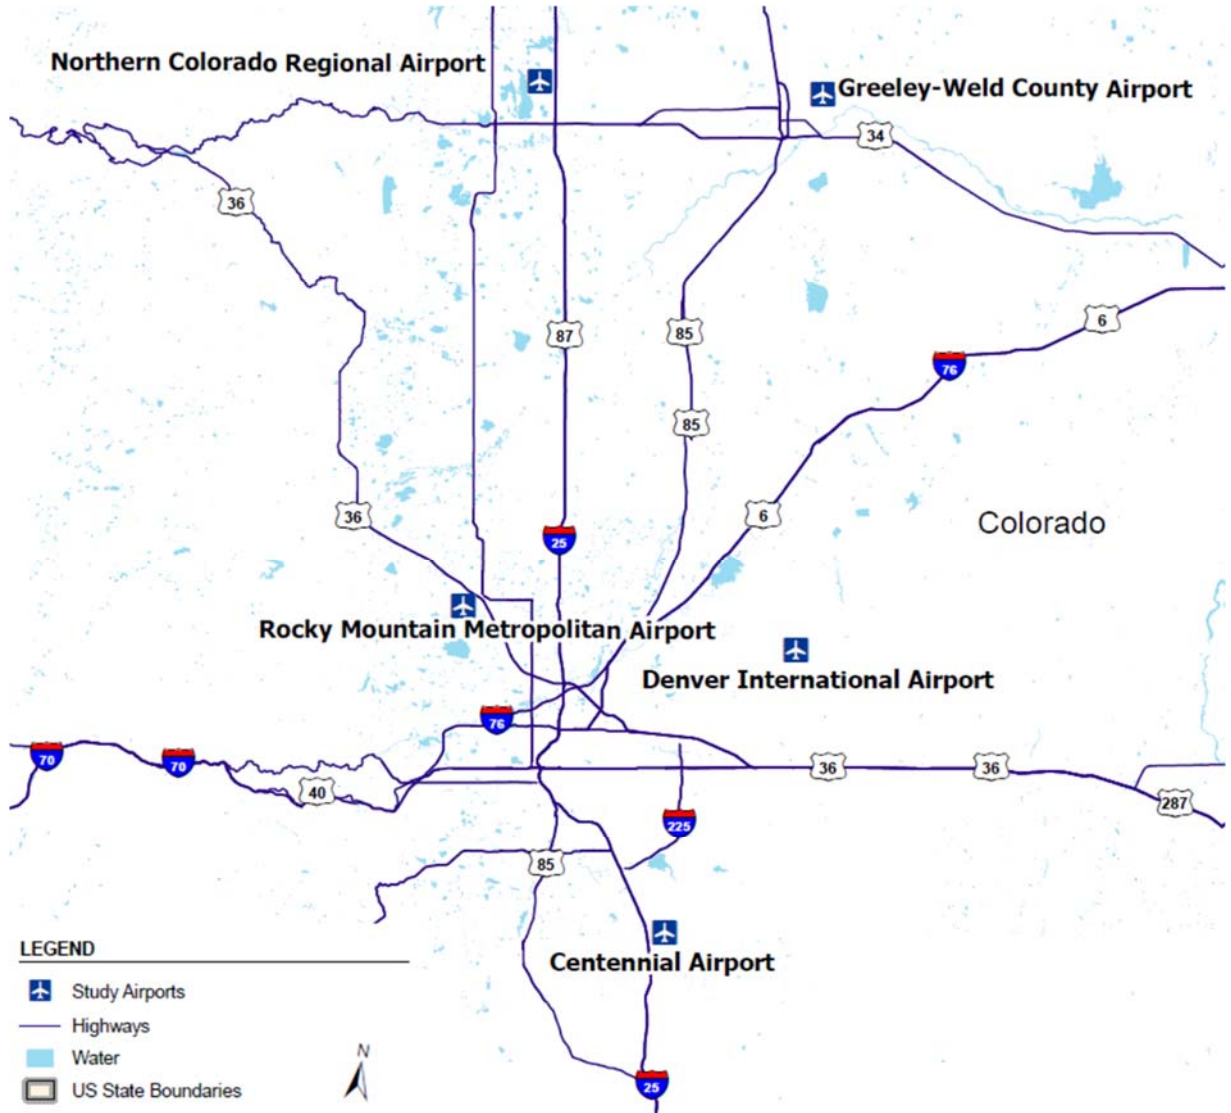 Northern Colorado Regional Airport
Greeley-Weld County Airport
34
36
87
85
6
76
85
36
6
25
Colorado
Rocky Mountain Metropolitan Airport
Denver International Airport
76
70
70
36
36
40
287
225
85
Centennial Airport
LEGEND
Study Airports
Highways
Water
US State Boundaries
N
25